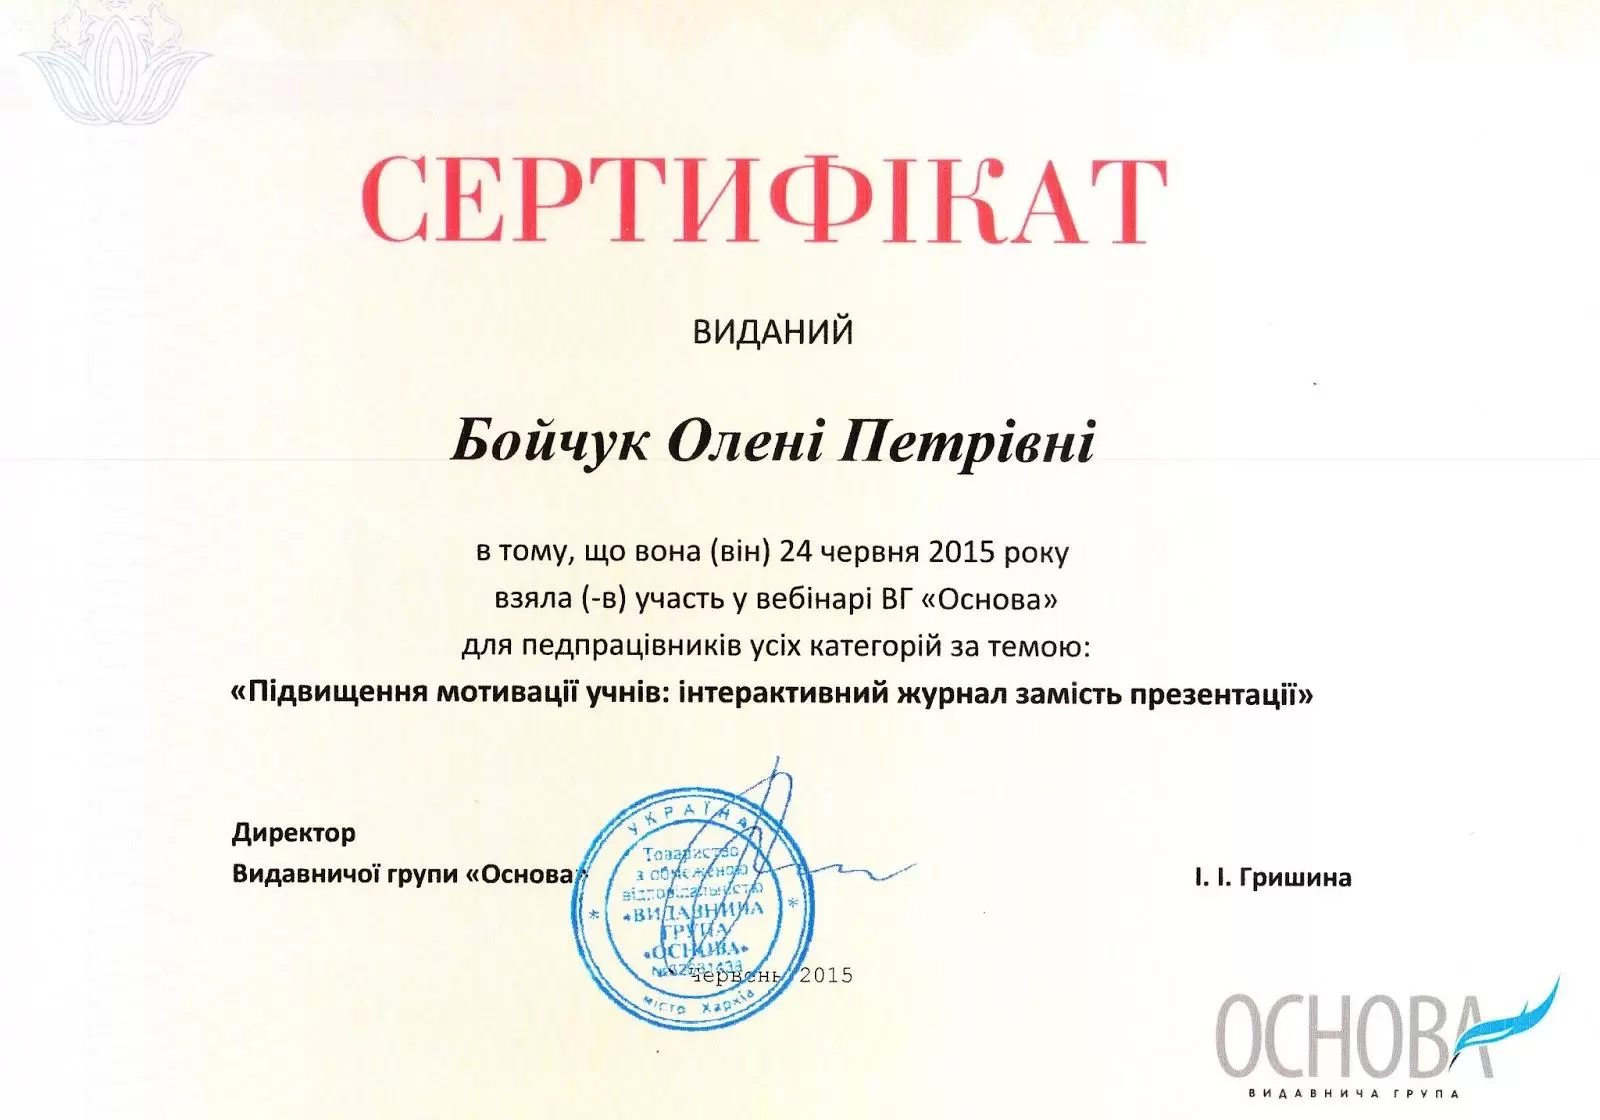 СЕРТИФІКАТ
ВИДАНИЙ
Бойчук Олені Петрівні
в тому, що вона (він) 24 червня 2015 року
взяла (-в) участь у вебінарі ВГ «Основа»
для педпрацівників усіх категорій за темою:
«Підвищення мотивації учнів: інтерактивний журнал замість презентації»
Директор
Видавничої групи «Основа»
І. І. Гришина
УКРАЇНА
Товариство
з обмеженою
відповідальністю
«ВИДАВНИЧА
ГРУПА
«ОСНОВА»
місто Харків
червень 2015
ОСНОВА
ВИДАВНИЧА ГРУПА